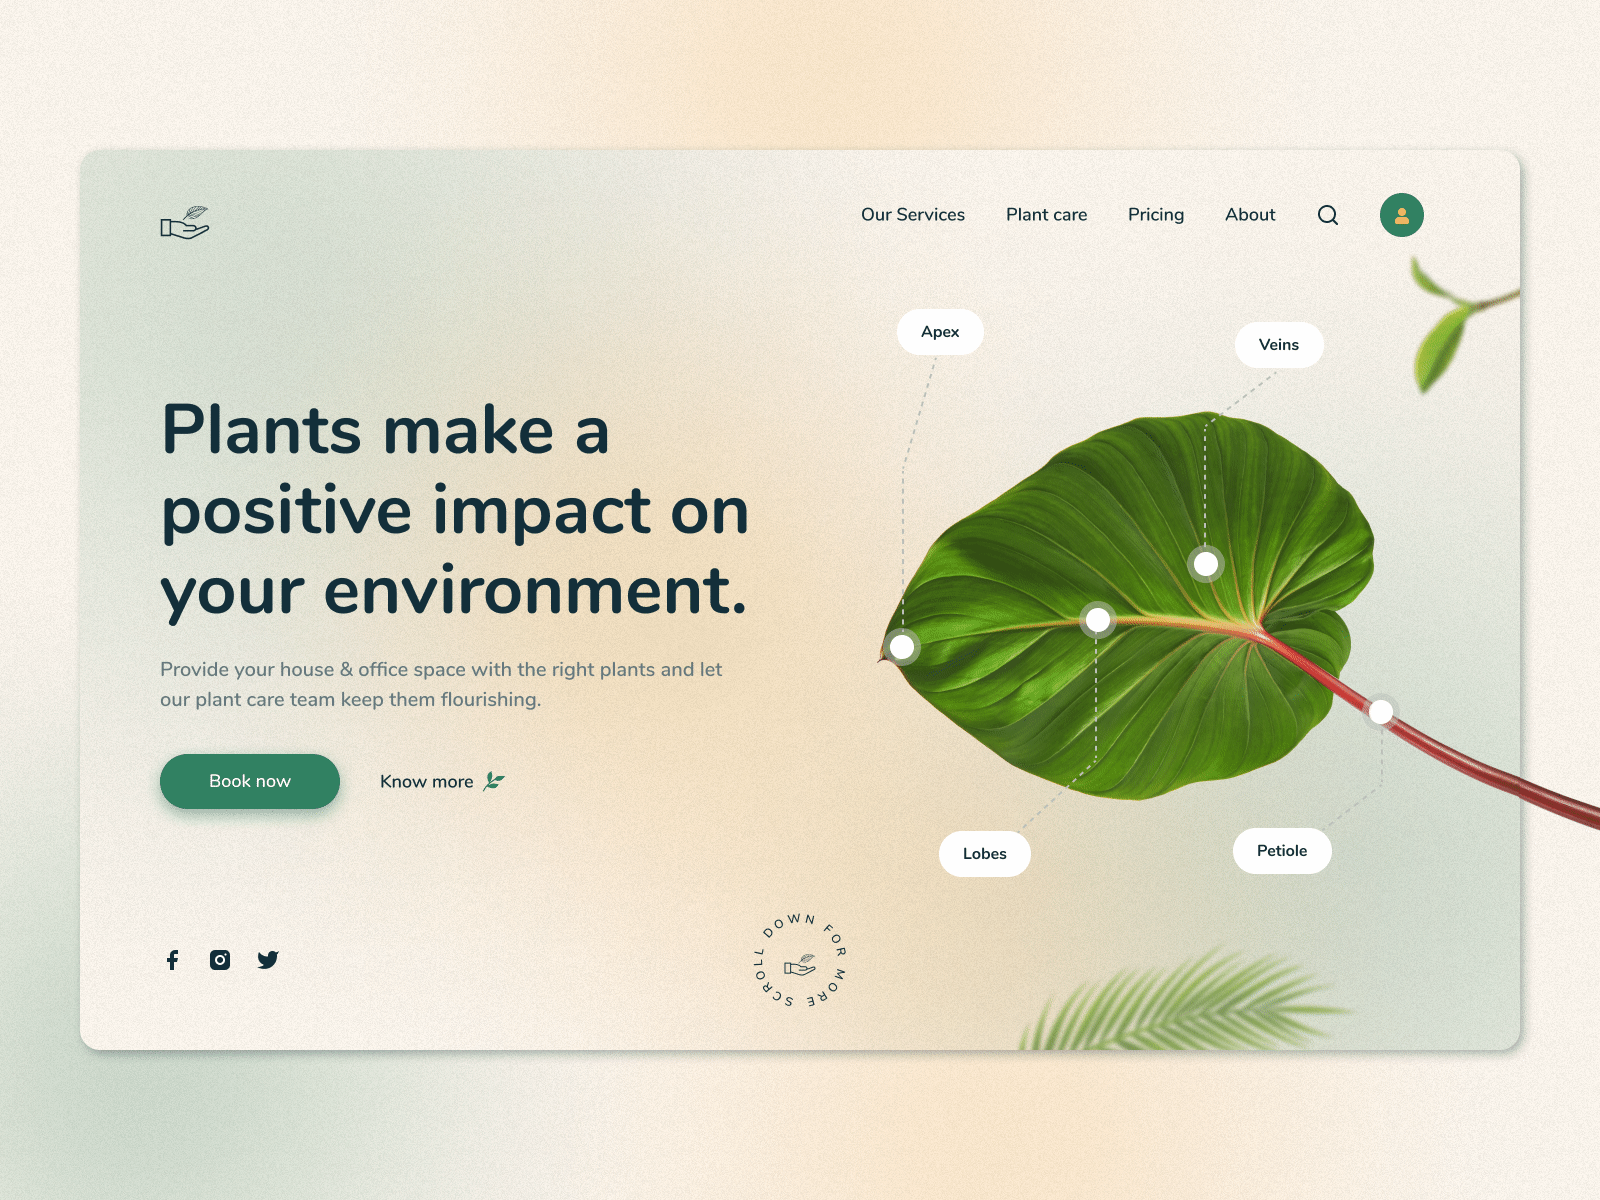 Our Services
Plant care
Pricing
About
Apex
Veins
Plants make a
positive impact on
your environment.
Provide your house & office space with the right plants and let
our plant care team keep them flourishing.
Book now
Know more
Lobes
Petiole
SCROLL DOWN FOR MORE